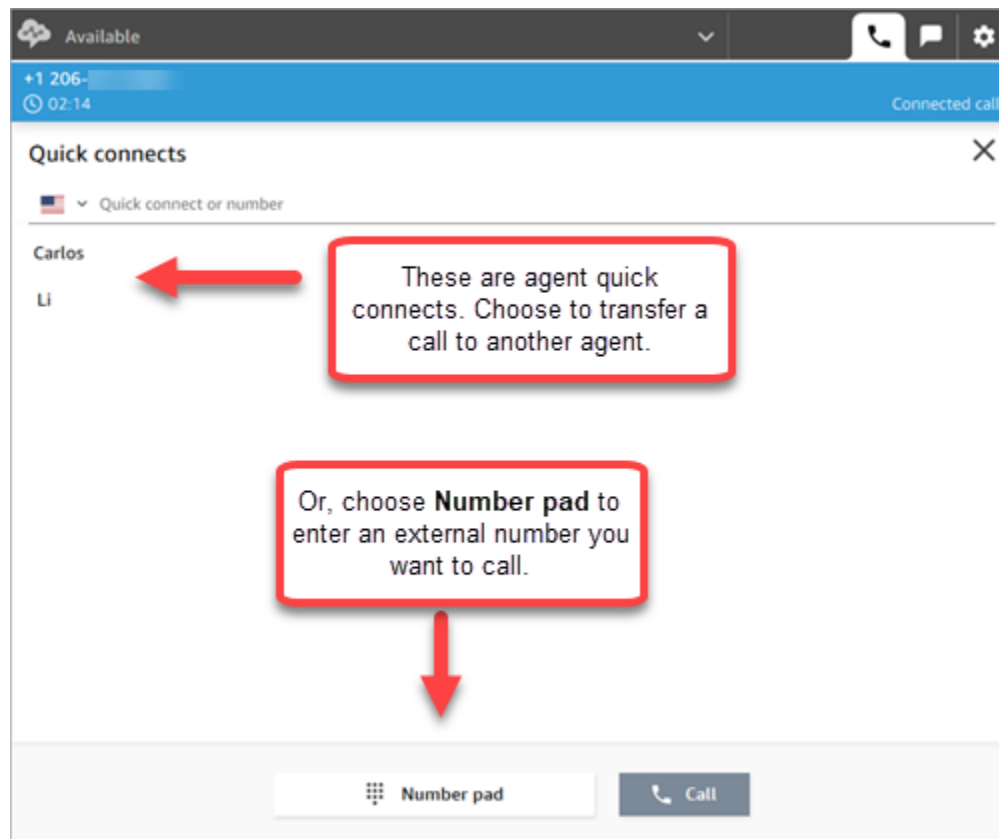 Available
+1 206-
02:14
Connected call
Quick connects
Quick connect or number
Carlos
Li
These are agent quick
connects. Choose to transfer a
call to another agent.
Or, choose Number pad to
enter an external number you
want to call.
Number pad
Call